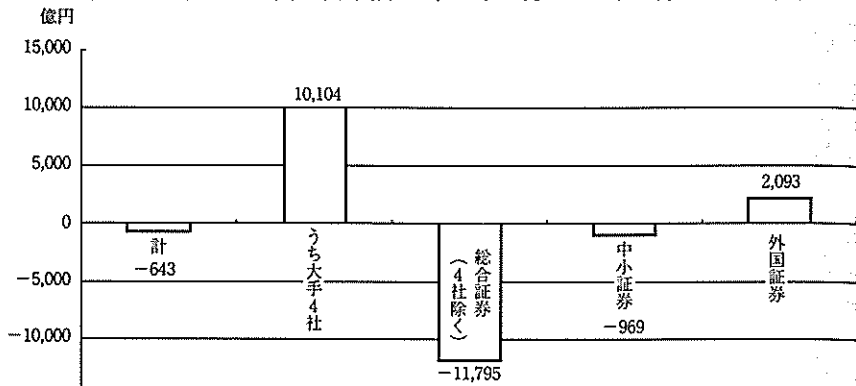 億円
15,000
10,000
5,000
0
-5,000
-10,000
計
-643
10,104
うち大手4社
総合証券
(4社除く)
-11,795
中小証券
-969
2,093
外国証券